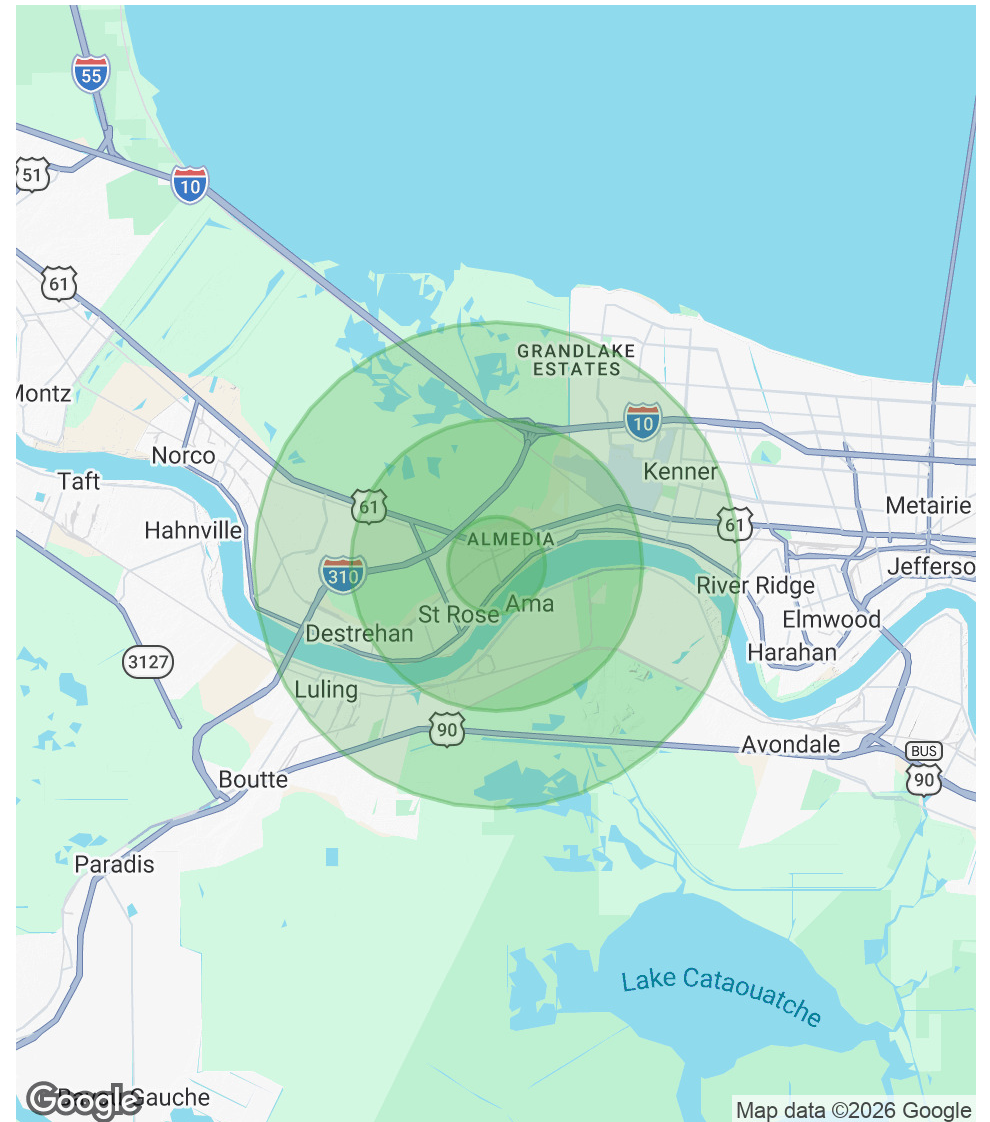 55
51
10
61
GRANDLAKE
ESTATES
Montz
10
Norco
Kenner
Taft
61
Metairie
Hahnville
61
ALMEDIA
310
Jefferso
River Ridge
Ama
St Rose
Elmwood
Destrehan
Harahan
3127
Luling
90
Avondale
BUS
90
Boutte
Paradis
Lake Cataouatche
Bayou Gauche
Google
Map data ©2026 Google